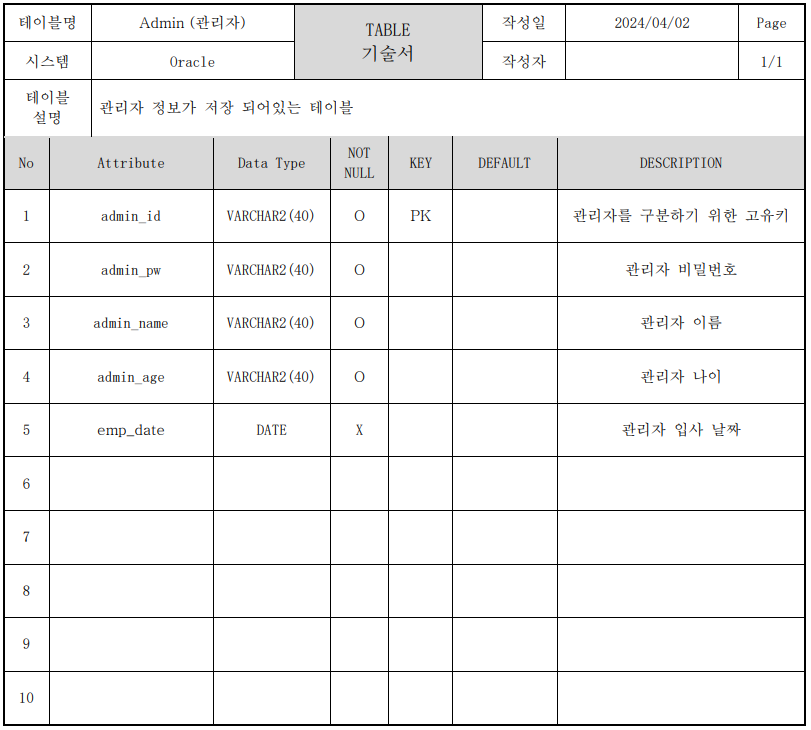 테이블명 Admin (관리자) TABLE 기술서 작성일 2024/04/02 Page
시스템 Oracle 작성자 1/1
테이블 설명 관리자 정보가 저장 되어있는 테이블
No Attribute Data Type NOT NULL KEY DEFAULT DESCRIPTION
1 admin_id VARCHAR2(40) O PK 관리자를 구분하기 위한 고유키
2 admin_pw VARCHAR2(40) O 관리자 비밀번호
3 admin_name VARCHAR2(40) O 관리자 이름
4 admin_age VARCHAR2(40) O 관리자 나이
5 emp_date DATE X 관리자 입사 날짜
6
7
8
9
10